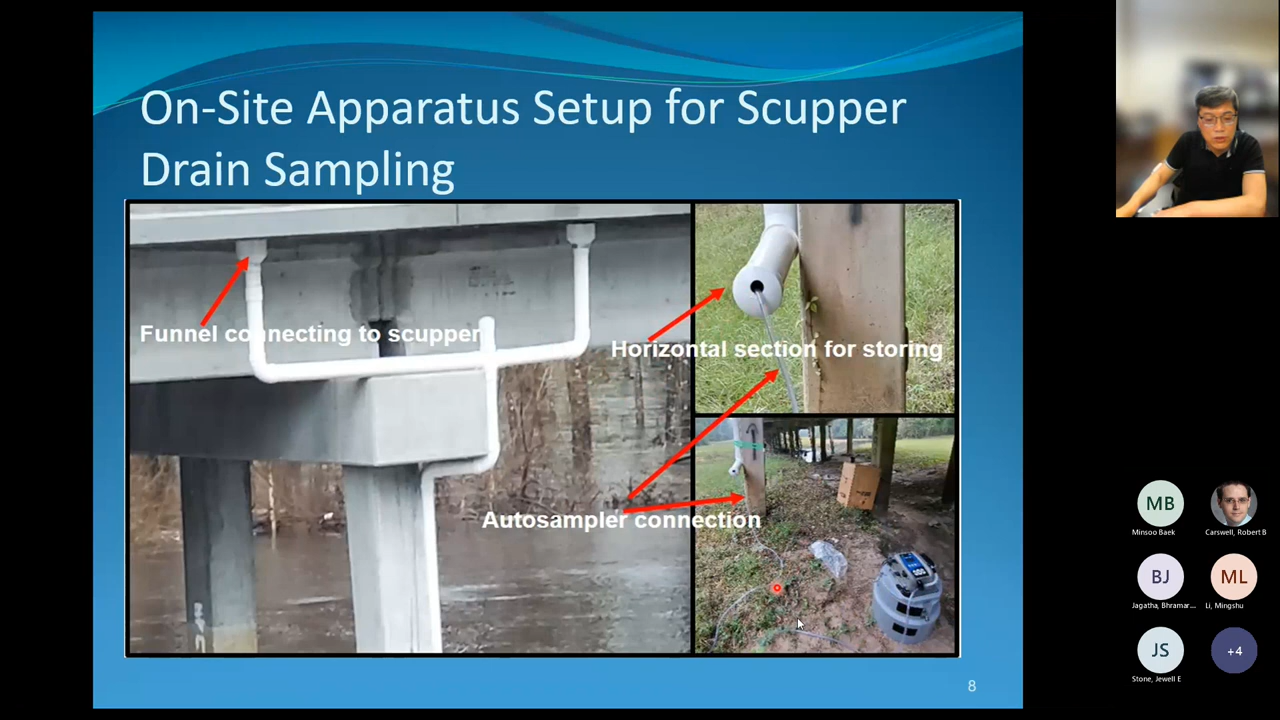 On-Site Apparatus Setup for Scupper
Drain Sampling
Funnel connecting to scupper
Horizontal section for storing
Autosampler connection
8
MB
Minsoo Baek
Carswell, Robert B
BJ
Jagatha, Bhramar...
ML
Li, Mingshu
JS
Stone, Jewell E
+4